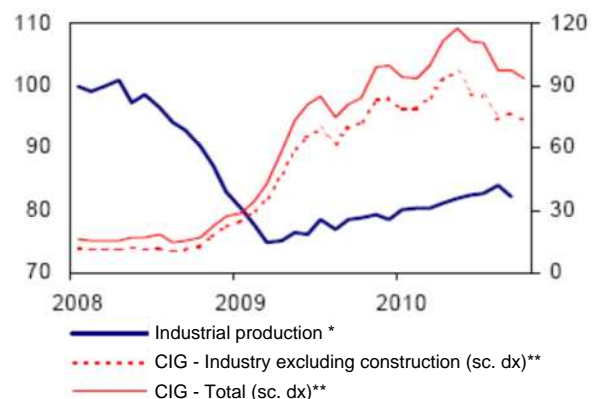 110 120
100 90
90 60
80 30
70 0
2008 2009 2010
Industrial production *
CIG - Industry excluding construction (sc. dx)**
CIG - Total (sc. dx)**